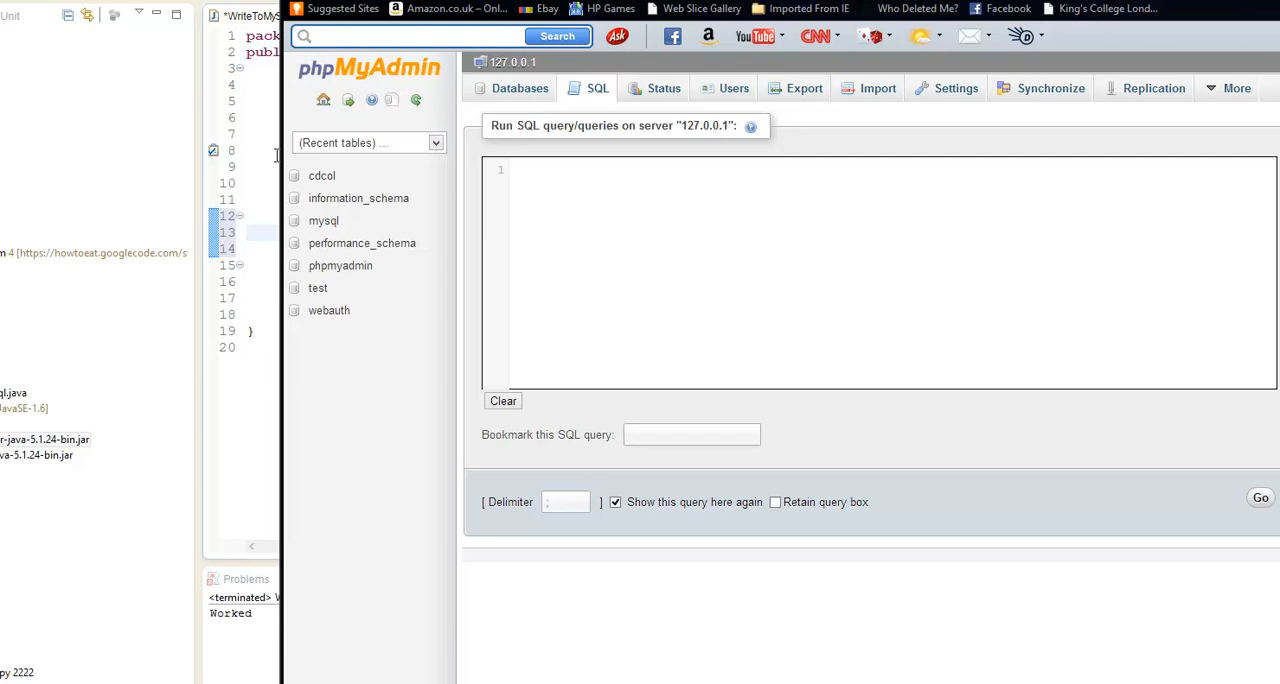 Unit
*WriteToMyS
Suggested Sites
Amazon.co.uk – Onl...
Ebay
HP Games
Web Slice Gallery
Imported From IE
Who Deleted Me?
Facebook
King's College Lond...
Search
Ask
YouTube
CNN
1 pack
2 publ
3
4
5
6
7
8
9
10
11
12
13
14
15
16
17
18
19 }
20
phpMyAdmin
127.0.0.1
Databases
SQL
Status
Users
Export
Import
Settings
Synchronize
Replication
More
Run SQL query/queries on server "127.0.0.1":
(Recent tables) ...
1
cdcol
information_schema
mysql
performance_schema
phpmyadmin
test
webauth
m 4 [https://howtoeat.googlecode.com/s
ql.java
JavaSE-1.6]
r-java-5.1.24-bin.jar
va-5.1.24-bin.jar
Clear
Bookmark this SQL query:
[ Delimiter ; ] Show this query here again Retain query box
Go
Problems
<terminated> 
Worked
py 2222